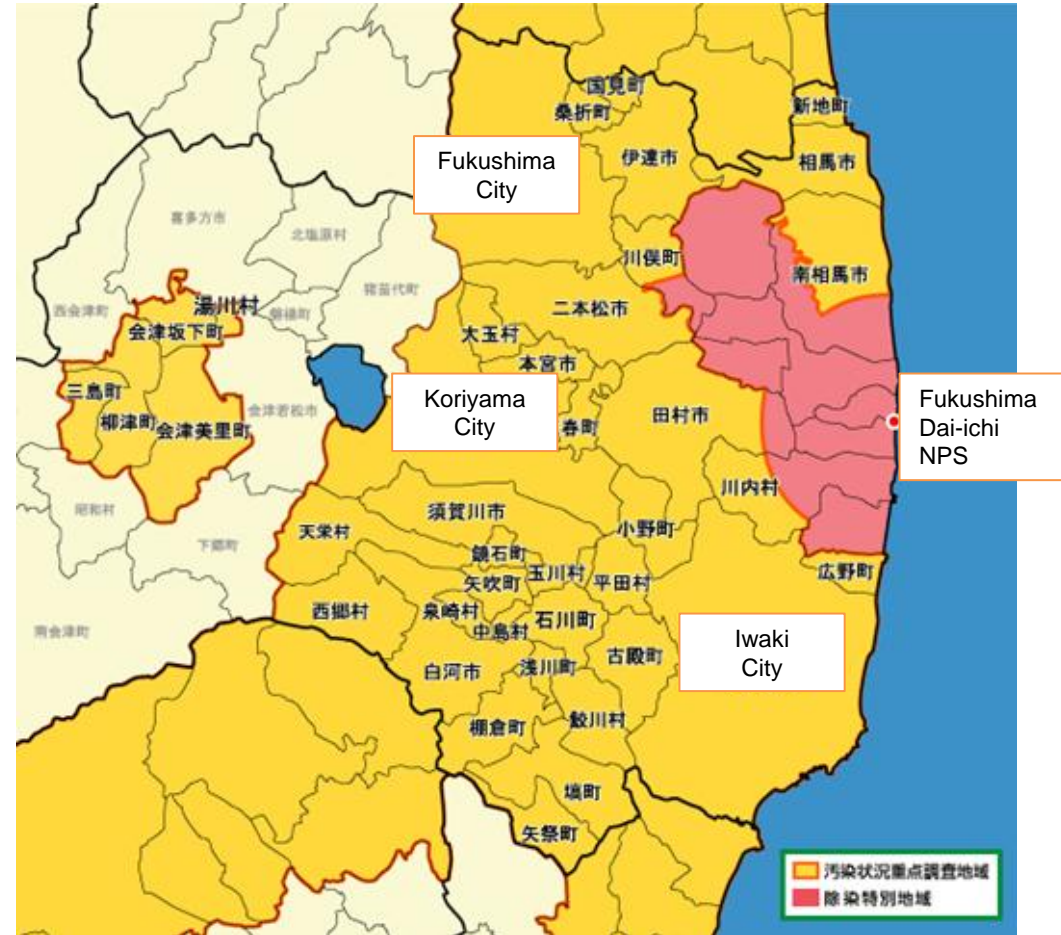 国見町
桑折町
新地町
Fukushima
City
伊達市
相馬市
喜多方市
北塩原村
川俣町
南相馬市
猪苗代町
西会津町
湯川村
磐梯町
会津坂下町
二本松市
大玉村
本宮市
三島町
Koriyama
City
会津若松市
柳津町
会津美里町
春町
田村市
Fukushima
Dai-ichi
NPS
川内村
昭和村
須賀川市
小野町
天栄村
下郷町
鏡石町
玉川村
平田村
広野町
矢吹町
西郷村
泉崎村
石川町
中島村
南会津町
Iwaki
City
古殿町
白河市
浅川町
棚倉町
鮫川村
塙町
矢祭町
汚染状況重点調査地域
除染特別地域